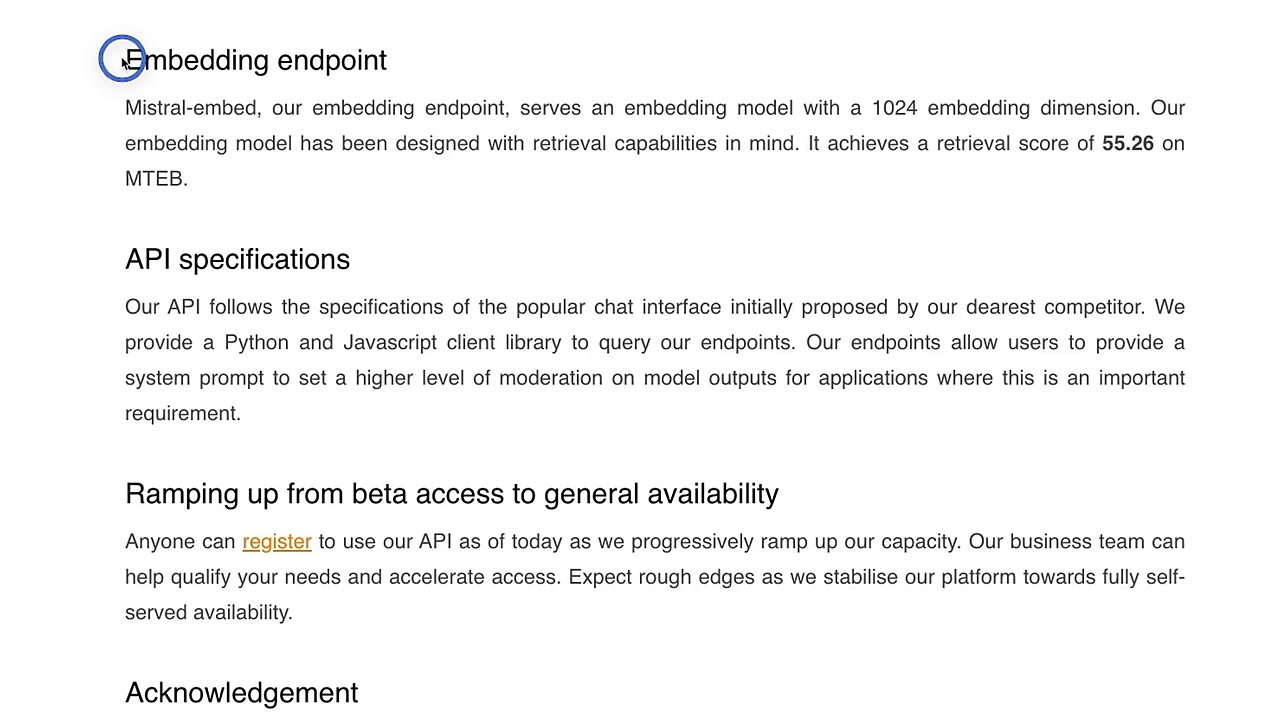 Embedding endpoint
Mistral-embed, our embedding endpoint, serves an embedding model with a 1024 embedding dimension. Our
embedding model has been designed with retrieval capabilities in mind. It achieves a retrieval score of 55.26 on
MTEB.
API specifications
Our API follows the specifications of the popular chat interface initially proposed by our dearest competitor. We
provide a Python and Javascript client library to query our endpoints. Our endpoints allow users to provide a
system prompt to set a higher level of moderation on model outputs for applications where this is an important
requirement.
Ramping up from beta access to general availability
Anyone can register to use our API as of today as we progressively ramp up our capacity. Our business team can
help qualify your needs and accelerate access. Expect rough edges as we stabilise our platform towards fully self-
served availability.
Acknowledgement